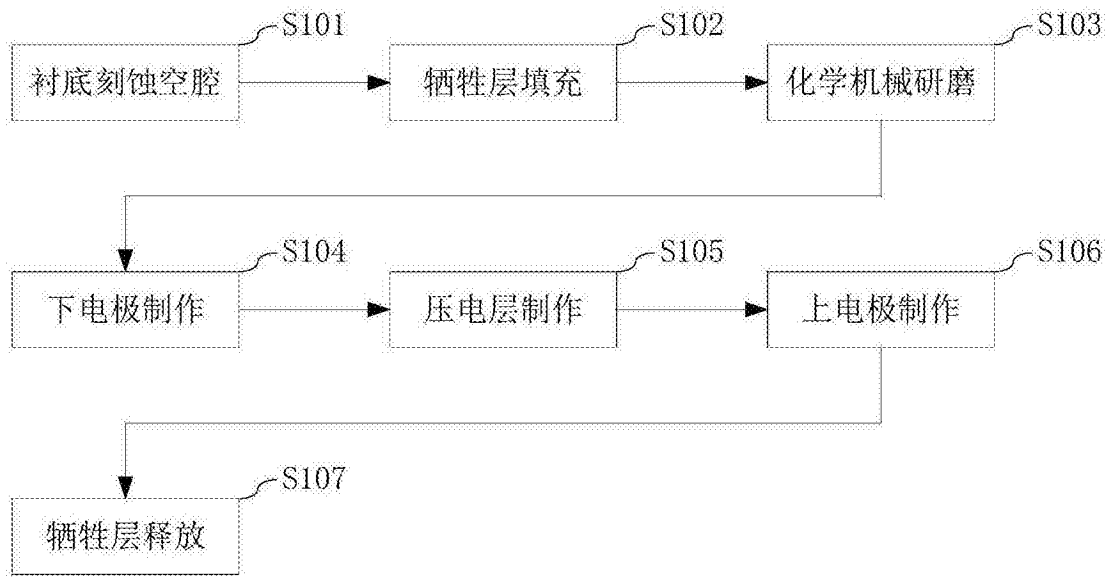 S101
衬底刻蚀空腔
S102
牺牲层填充
S103
化学机械研磨
S104
下电极制作
S105
压电层制作
S106
上电极制作
S107
牺牲层释放